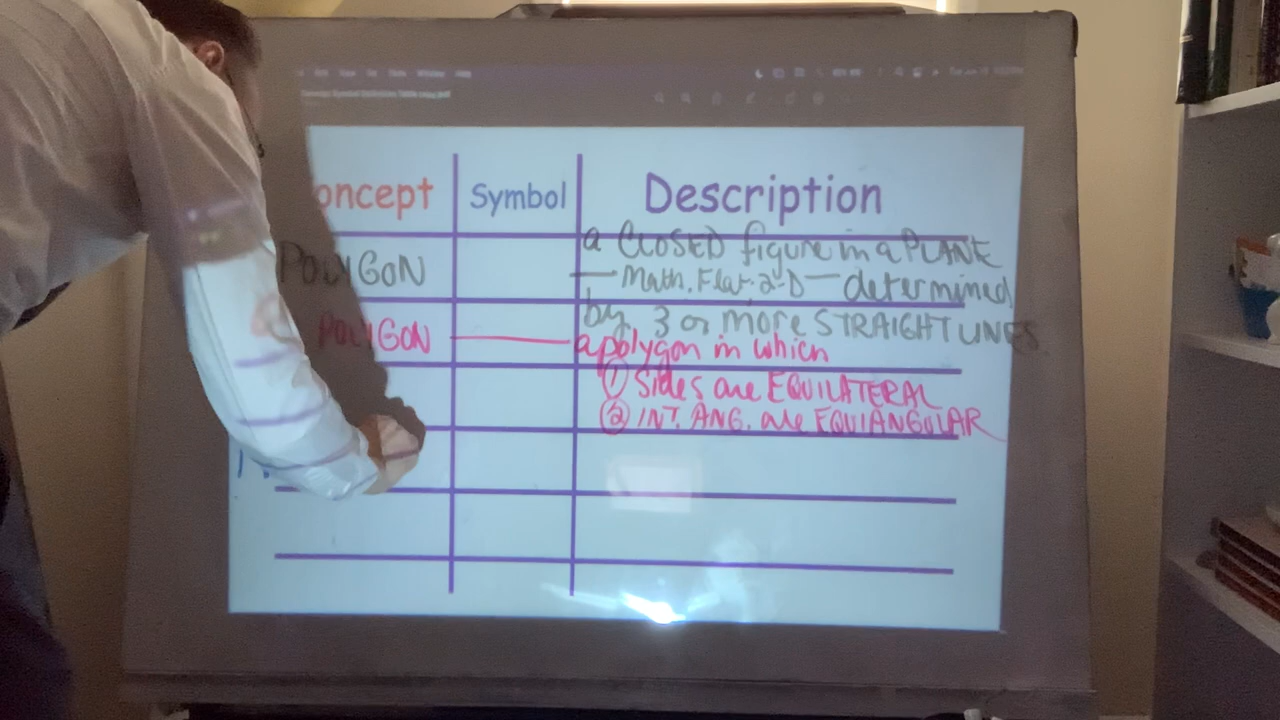 oncept Symbol Description
POLYGON
a CLOSED figure in a PLANE
— Math. Flat. 2-D — determined
by 3 or more STRAIGHT LINES.
POLYGON — a polygon in which
① Sides are EQUILATERAL
② INT. ANG. are EQUIANGULAR